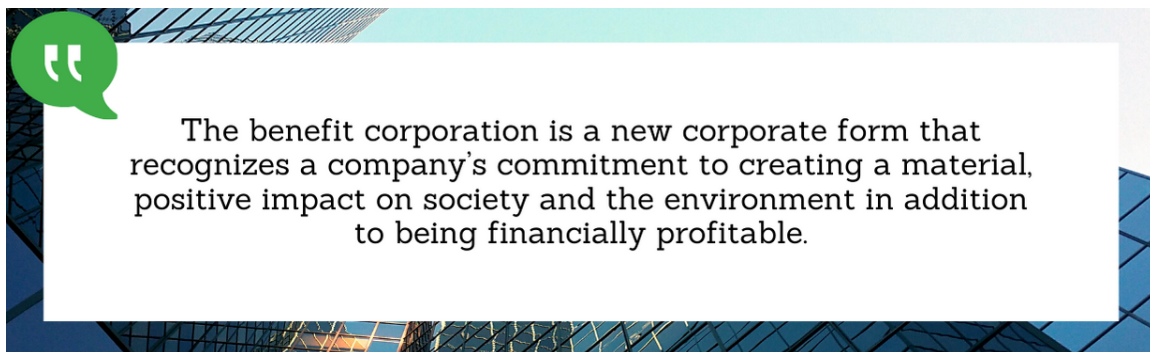 The benefit corporation is a new corporate form that
recognizes a company's commitment to creating a material,
positive impact on society and the environment in addition
to being financially profitable.